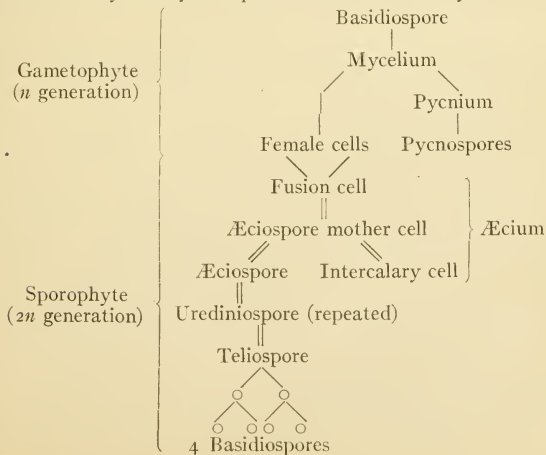 Basidiospore
Mycelium
Gametophyte
(n generation)
Pycnium
Female cells Pycnospores
Fusion cell
Æciospore mother cell
Æcium
Æciospore Intercalary cell
Sporophyte
(2n generation)
Urediniospore (repeated)
Teliospore
4 Basidiospores